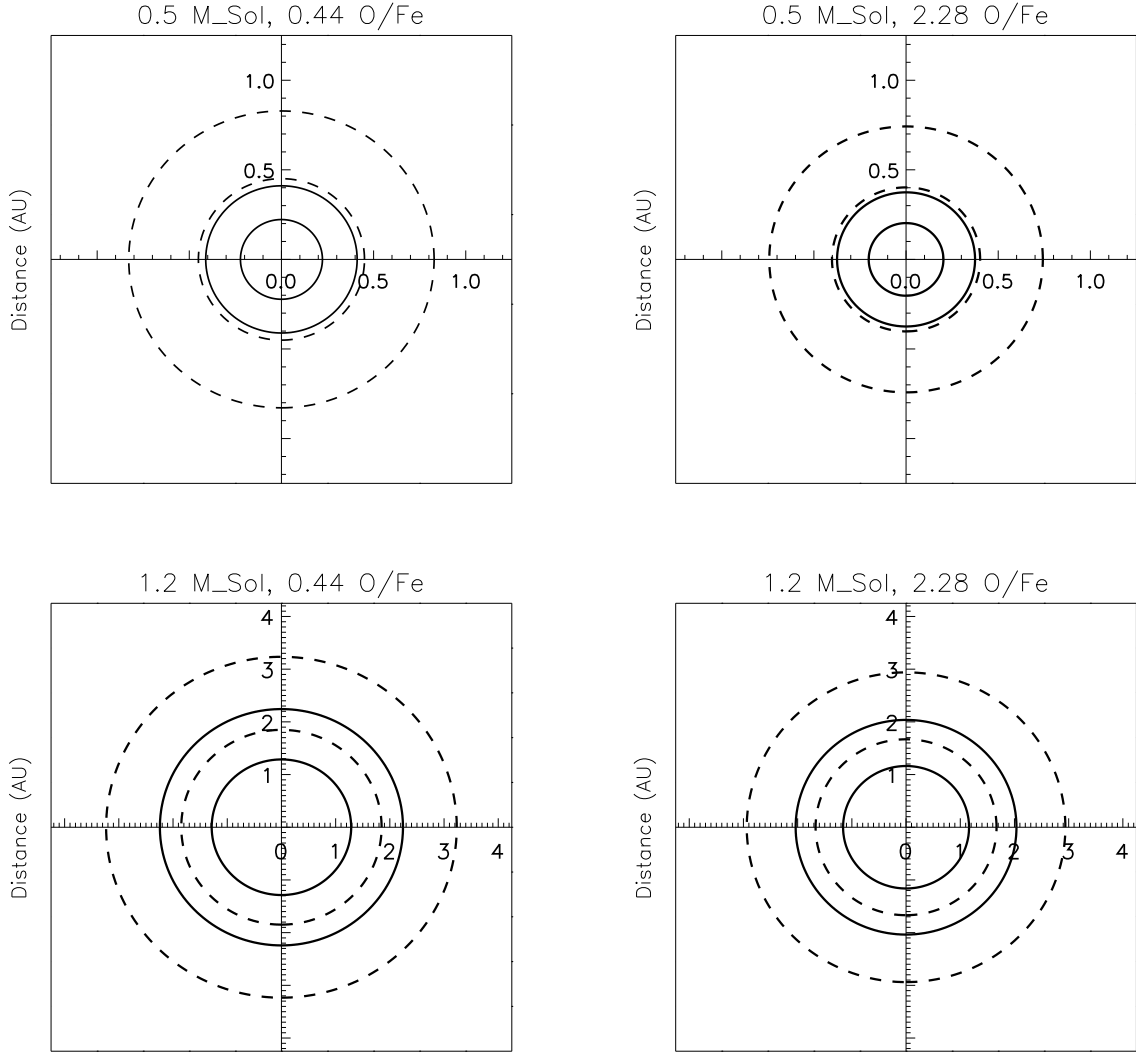 0.5 M_Sol, 0.44 O/Fe
1.0
0.5
0.0 0.5 1.0
Distance (AU)
0.5 M_Sol, 2.28 O/Fe
1.0
0.5
0.0 0.5 1.0
Distance (AU)
1.2 M_Sol, 0.44 O/Fe
4
3
2
1
0 1 2 3 4
Distance (AU)
1.2 M_Sol, 2.28 O/Fe
4
3
2
1
0 1 2 3 4
Distance (AU)